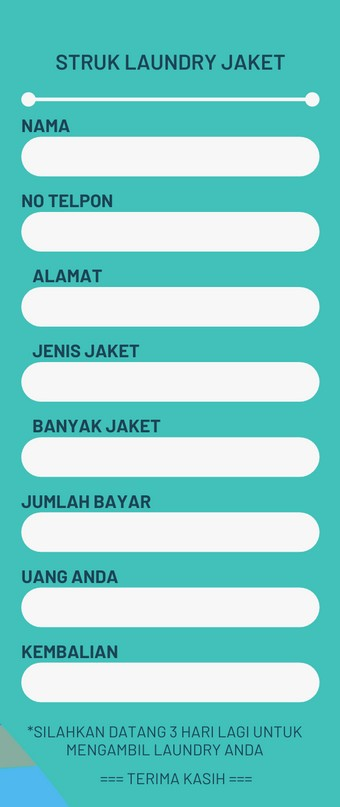 STRUK LAUNDRY JAKET
NAMA
NO TELPON
ALAMAT
JENIS JAKET
BANYAK JAKET
JUMLAH BAYAR
UANG ANDA
KEMBALIAN
*SILAHKAN DATANG 3 HARI LAGI UNTUK
MENGAMBIL LAUNDRY ANDA
=== TERIMA KASIH ===